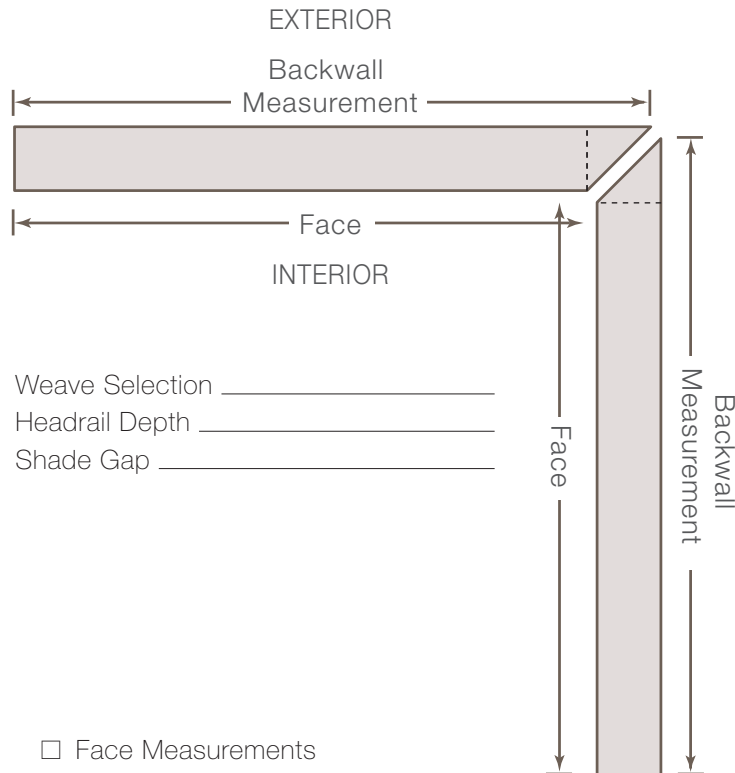 EXTERIOR
Backwall
Measurement
Face
INTERIOR
Weave Selection
Headrail Depth
Shade Gap
Face
Backwall
Measurement
☐ Face Measurements